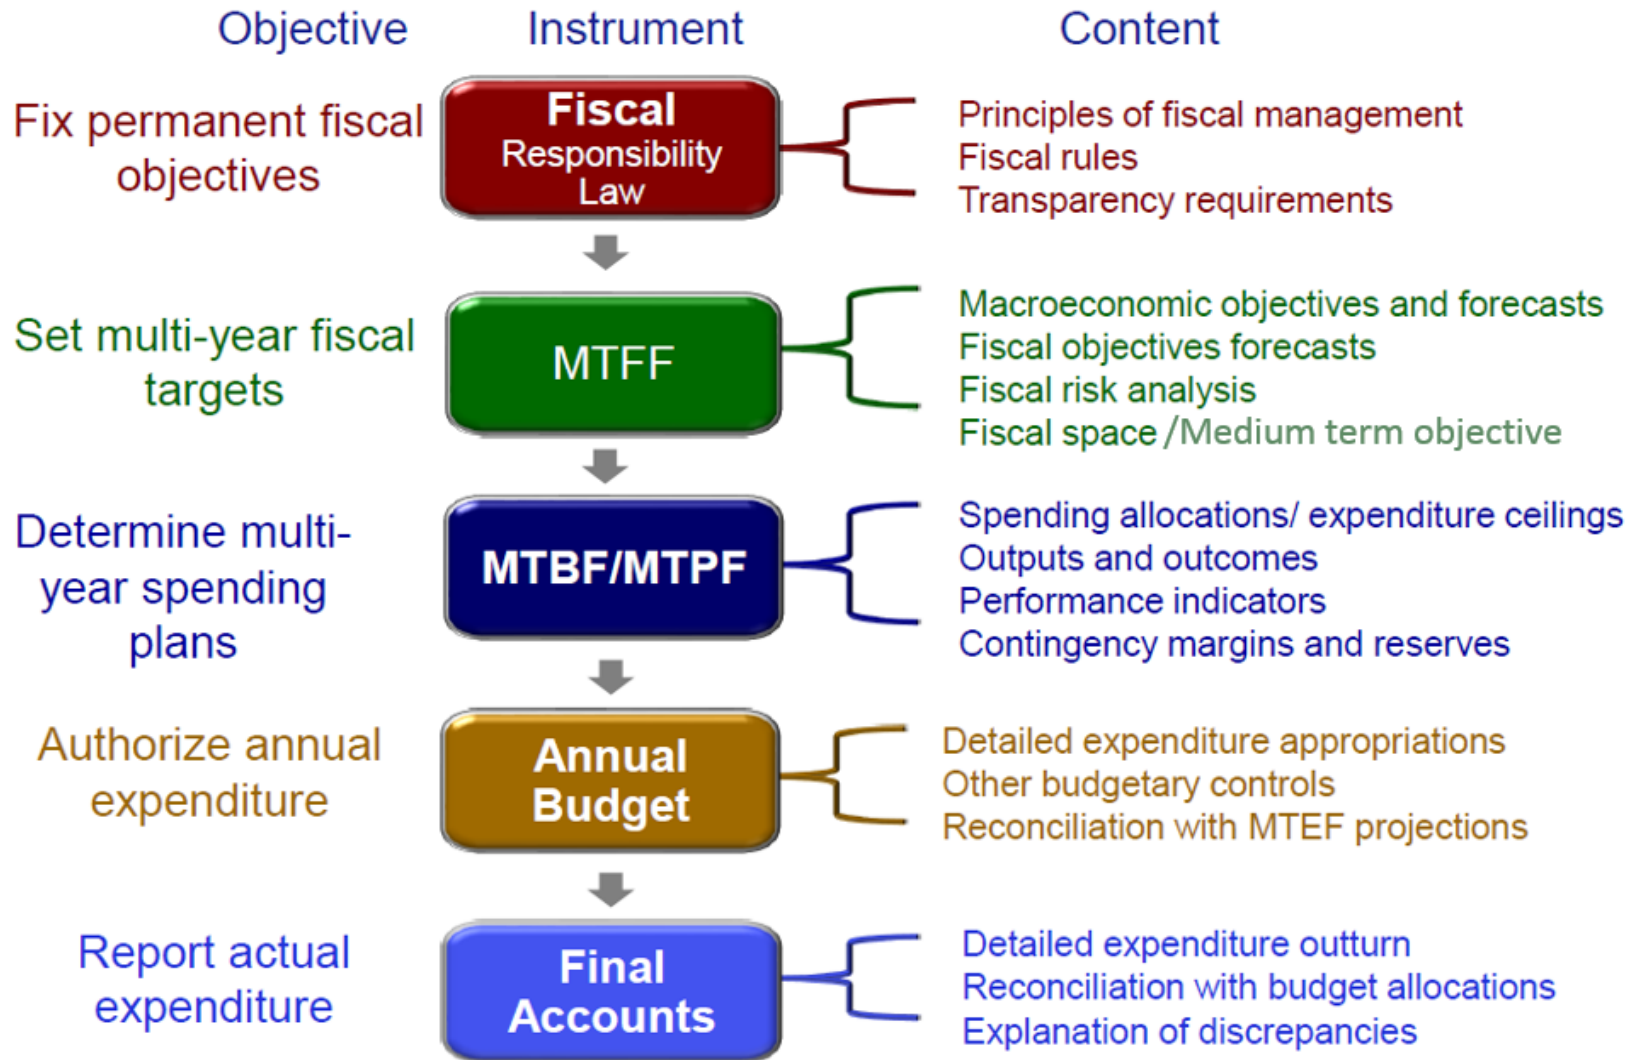 Objective Instrument Content
Fix permanent fiscal
objectives
Fiscal
Responsibility
Law
Principles of fiscal management
Fiscal rules
Transparency requirements
Set multi-year fiscal
targets
MTFF
Macroeconomic objectives and forecasts
Fiscal objectives forecasts
Fiscal risk analysis
Fiscal space /Medium term objective
Determine multi-
year spending
plans
MTBF/MTPF
Spending allocations/ expenditure ceilings
Outputs and outcomes
Performance indicators
Contingency margins and reserves
Authorize annual
expenditure
Annual
Budget
Detailed expenditure appropriations
Other budgetary controls
Reconciliation with MTEF projections
Report actual
expenditure
Final
Accounts
Detailed expenditure outturn
Reconciliation with budget allocations
Explanation of discrepancies